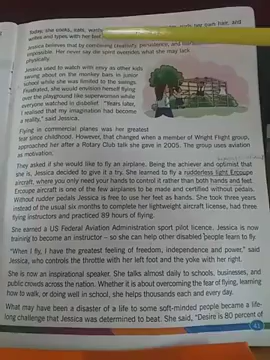 Today, she cooks, eats, wash her own hair, and
writes and types with her feet
Jessica believes that by combining creativity, persistence, and
impossible. Her never say die spirit exceeds what she may lack
physically.
Jessica used to watch with envy as other kids
swung about on the monkey bars in junior
school while she was limited to the swings.
Frustrated, she would envision herself flying
over the playground like superwoman while
everyone watched in disbelief. "Years later,
I realised that my imagination had become
a reality," said Jessica.
Flying in commercial planes was her greatest
fear since childhood. However, that changed when a member of Wright Flight group,
approached her after a Rotary Club talk she gave in 2005. The group uses aviation
as motivation.
They asked if she would like to fly an airplane. Being the achiever and optimist that
she is, Jessica decided to give it a try. She learned to fly a rudderless light Ercoupe
aircraft, where you only need your hands to control it rather than both hands and feet.
Ercoupe aircraft is one of the few airplanes to be made and certified without pedals.
Without rudder pedals Jessica is free to use her feet as hands. She took three years
instead of the usual six months to complete her lightweight aircraft license, had three
flying instructors and practiced 89 hours of flying.
She earned a US Federal Aviation Administration sport pilot license. Jessica is now
training to become an instructor – so she can help other disabled people learn to fly.
"When I fly, I have the greatest feeling of freedom, independence and power," said
Jessica, who controls the throttle with her left foot and the yoke with her right.
She is now an inspirational speaker. She talks almost daily to schools, businesses, and
public crowds across the nation. Whether it is about overcoming the fear of flying, learning
how to walk, or doing well in school, she helps thousands each and every day.
What may have been a disaster of a life to some soft-minded people became a life-
long challenge that Jessica was determined to beat. She said, "Desire is 80 percent of
41